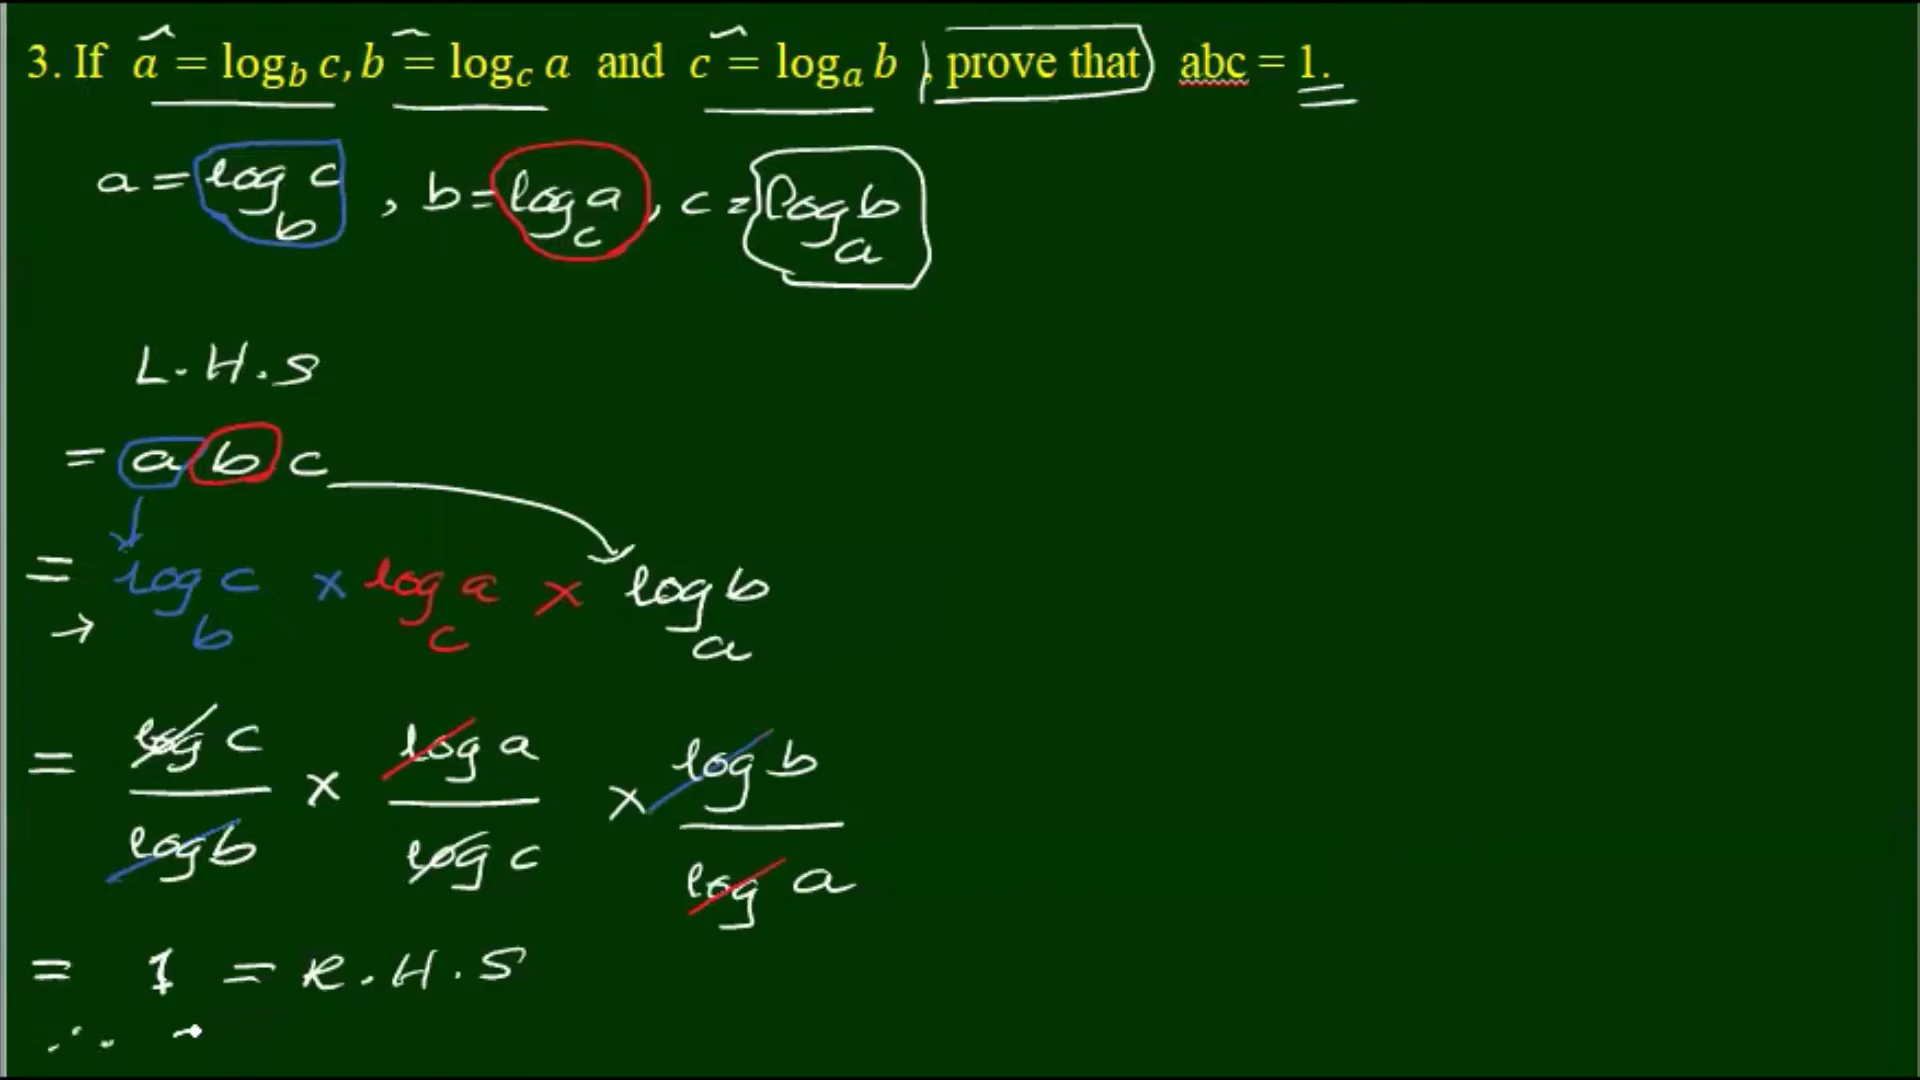 3. If a = log_b c, b = log_c a and c = log_a b, prove that abc = 1.
a = log_b c, b = log_c a, c = log_a b
L.H.S
= abc
= log_b c × log_c a × log_a b
→
= log c / log b × log a / log c × log b / log a
= 1 = R.H.S
∴